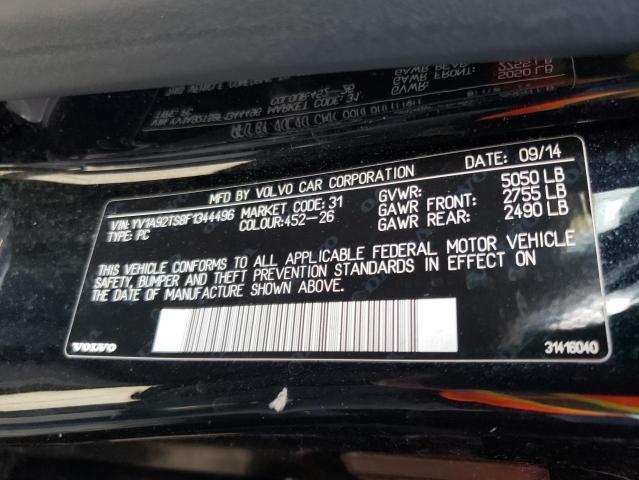 DATE: 09/14
MFD BY VOLVO CAR CORPORATION
VIN: YV1A92TS8F1344496 MARKET CODE: 31 GVWR: 5050 LB
TYPE: PC COLOUR: 452-26 GAWR FRONT: 2755 LB
GAWR REAR: 2490 LB
THIS VEHICLE CONFORMS TO ALL APPLICABLE FEDERAL MOTOR VEHICLE
SAFETY, BUMPER AND THEFT PREVENTION STANDARDS IN EFFECT ON
THE DATE OF MANUFACTURE SHOWN ABOVE.
VOLVO 31416040